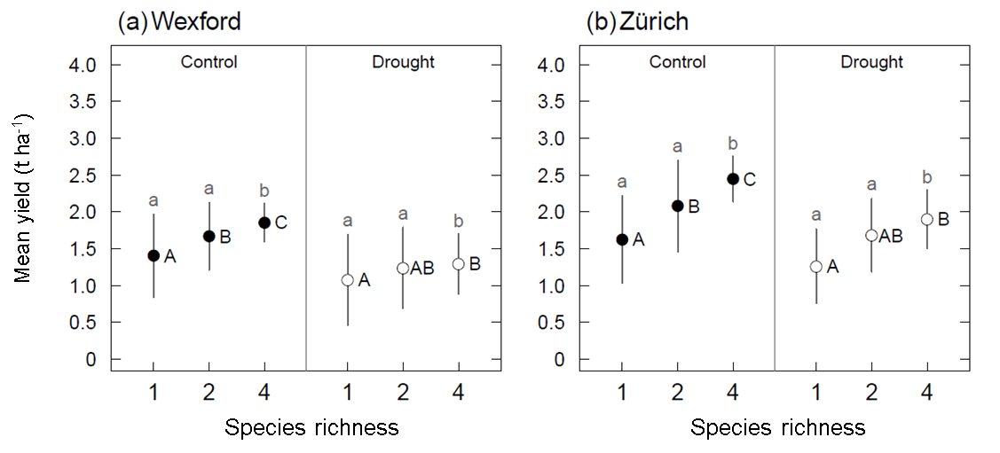 (a) Wexford
(b) Zürich
Mean yield (t ha-1)
Control
Drought
4.0
3.5
3.0
2.5
2.0
1.5
1.0
0.5
0
a
a
b
A
B
C
a
a
b
A
AB
B
1
2
4
1
2
4
Species richness
Control
Drought
4.0
3.5
3.0
2.5
2.0
1.5
1.0
0.5
0
a
a
b
A
B
C
a
a
b
A
AB
B
1
2
4
1
2
4
Species richness